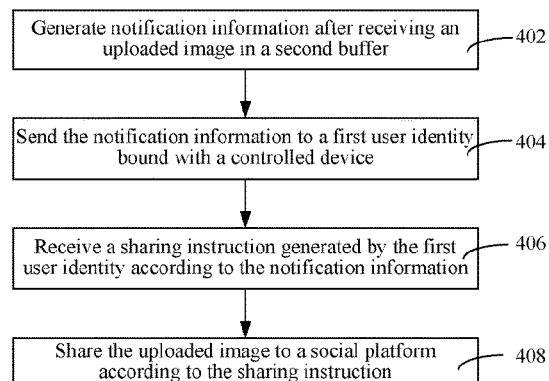 Generate notification information after receiving an
uploaded image in a second buffer
402
Send the notification information to a first user identity
bound with a controlled device
404
Receive a sharing instruction generated by the first
user identity according to the notification information
406
Share the uploaded image to a social platform
according to the sharing instruction
408